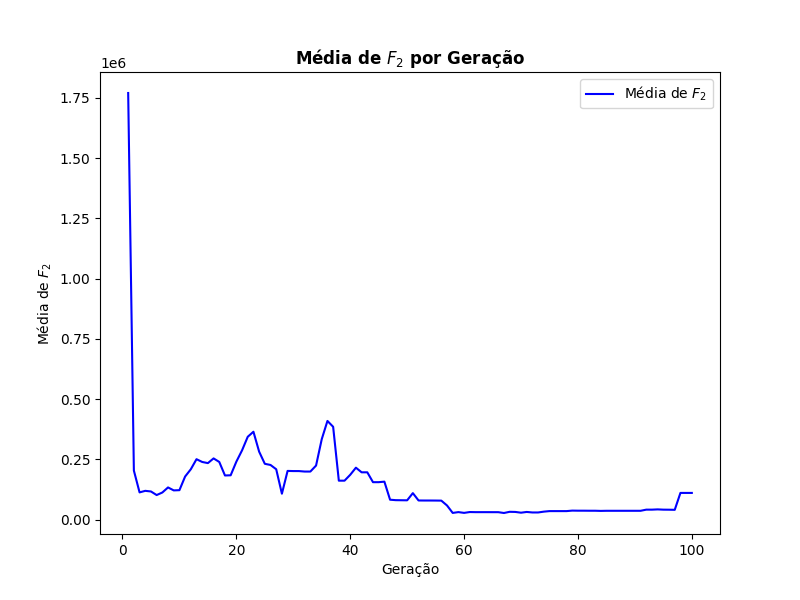 Média de F₂ por Geração
1e6
Média de F₂
1.75
1.50
1.25
1.00
0.75
0.50
0.25
0.00
Média de F₂
0 20 40 60 80 100
Geração